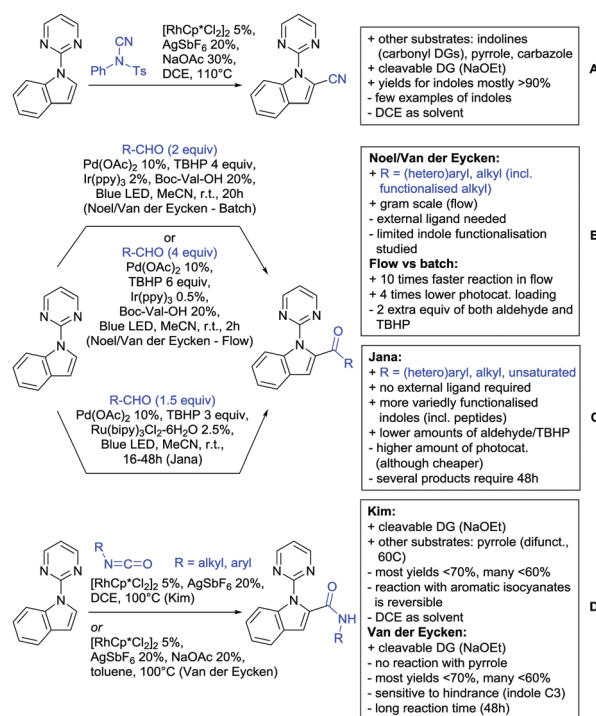 N
N
N
CN
Ph
N
Ts
[RhCp*Cl2]2 5%,
AgSbF6 20%,
NaOAc 30%,
DCE, 110°C
N
N
N
CN
+ other substrates: indolines
(carbonyl DGs), pyrrole, carbazole
+ cleavable DG (NaOEt)
+ yields for indoles mostly >90%
- few examples of indoles
- DCE as solvent
R-CHO (2 equiv)
Pd(OAc)2 10%, TBHP 4 equiv,
Ir(ppy)3 2%, Boc-Val-OH 20%,
Blue LED, MeCN, r.t., 20h
(Noel/Van der Eycken - Batch)
or
R-CHO (4 equiv)
Pd(OAc)2 10%,
TBHP 6 equiv,
Ir(ppy)3 0.5%,
Boc-Val-OH 20%,
Blue LED, MeCN, r.t., 2h
(Noel/Van der Eycken - Flow)
N
N
N
N
N
N
O
R
R-CHO (1.5 equiv)
Pd(OAc)2 10%, TBHP 3 equiv,
Ru(bipy)3Cl2-6H2O 2.5%,
Blue LED, MeCN, r.t.,
16-48h (Jana)
Noel/Van der Eycken:
+ R = (hetero)aryl, alkyl (incl.
functionalised alkyl)
+ gram scale (flow)
- external ligand needed
- limited indole functionalisation
studied
Flow vs batch:
+ 10 times faster reaction in flow
+ 4 times lower photocat. loading
- 2 extra equiv of both aldehyde and
TBHP
Jana:
+ R = (hetero)aryl, alkyl, unsaturated
+ no external ligand required
+ more variedly functionalised
indoles (incl. peptides)
+ lower amounts of aldehyde/TBHP
- higher amount of photocat.
(although cheaper)
- several products require 48h
N
N
N
R
N=C=O
R = alkyl, aryl
[RhCp*Cl2]2 5%, AgSbF6 20%,
DCE, 100°C (Kim)
or
[RhCp*Cl2]2 5%,
AgSbF6 20%, NaOAc 20%,
toluene, 100°C (Van der Eycken)
N
N
N
O
NH
R
Kim:
+ cleavable DG (NaOEt)
+ other substrates: pyrrole (difunct.,
60C)
- most yields <70%, many <60%
- reaction with aromatic isocyanates
is reversible
- DCE as solvent
Van der Eycken:
+ cleavable DG (NaOEt)
- no reaction with pyrrole
- most yields <70%, many <60%
- sensitive to hindrance (indole C3)
- long reaction time (48h)